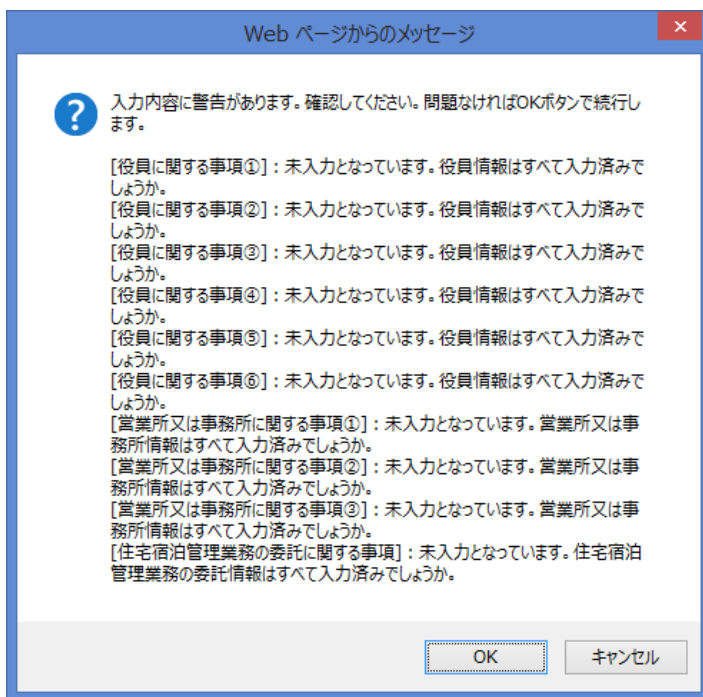 Web ページからのメッセージ
入力内容に警告があります。確認してください。問題なければOKボタンで続行し
ます。
[役員に関する事項①]：未入力となっています。役員情報はすべて入力済みで
しょうか。
[役員に関する事項②]：未入力となっています。役員情報はすべて入力済みで
しょうか。
[役員に関する事項③]：未入力となっています。役員情報はすべて入力済みで
しょうか。
[役員に関する事項④]：未入力となっています。役員情報はすべて入力済みで
しょうか。
[役員に関する事項⑤]：未入力となっています。役員情報はすべて入力済みで
しょうか。
[役員に関する事項⑥]：未入力となっています。役員情報はすべて入力済みで
しょうか。
[営業所又は事務所に関する事項①]：未入力となっています。営業所又は事
務所情報はすべて入力済みでしょうか。
[営業所又は事務所に関する事項②]：未入力となっています。営業所又は事
務所情報はすべて入力済みでしょうか。
[営業所又は事務所に関する事項③]：未入力となっています。営業所又は事
務所情報はすべて入力済みでしょうか。
[住宅宿泊管理業務の委託に関する事項]：未入力となっています。住宅宿泊
管理業務の委託情報はすべて入力済みでしょうか。
OK
キャンセル